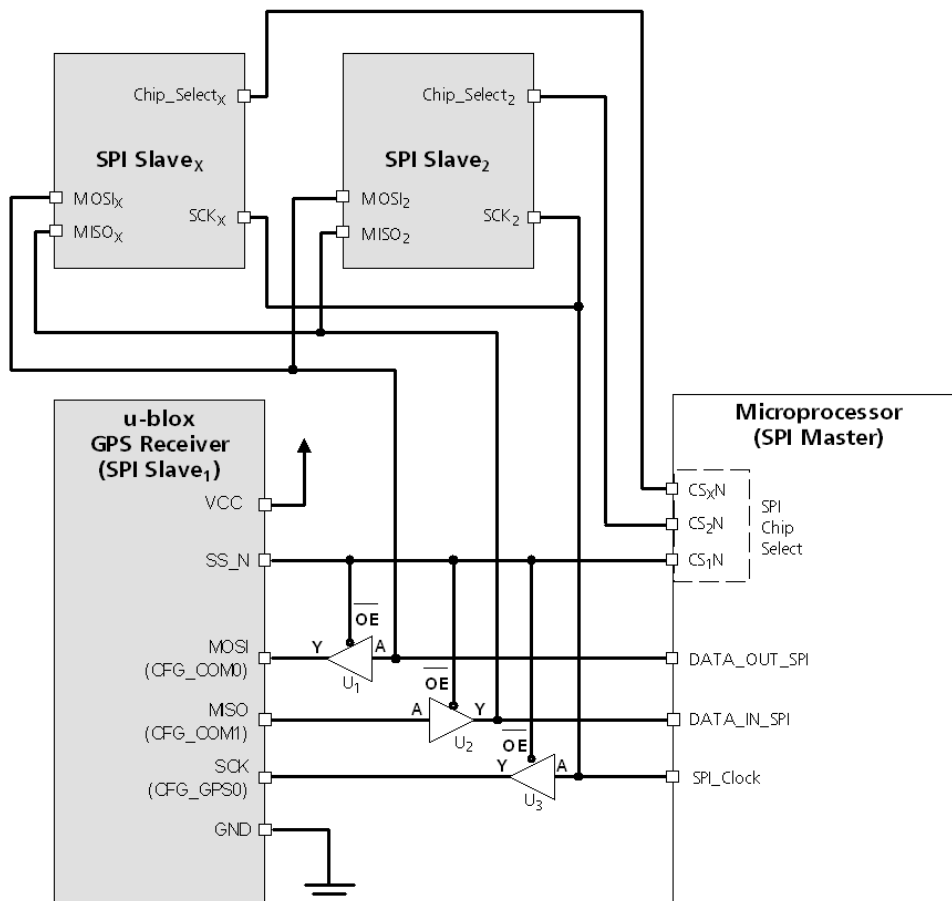 Chip_SelectX
SPI SlaveX
MOSIX
MISOX
SCKX
Chip_Select2
SPI Slave2
MOSI2
MISO2
SCK2
u-blox
GPS Receiver
(SPI Slave1)
VCC
SS_N
MOSI
(CFG_COM0)
MISO
(CFG_COM1)
SCK
(CFG_GPS0)
GND
OE
Y
A
U1
OE
A
Y
U2
OE
Y
A
U3
Microprocessor
(SPI Master)
CSXN
CS2N
CS1N
SPI
Chip
Select
DATA_OUT_SPI
DATA_IN_SPI
SPI_Clock